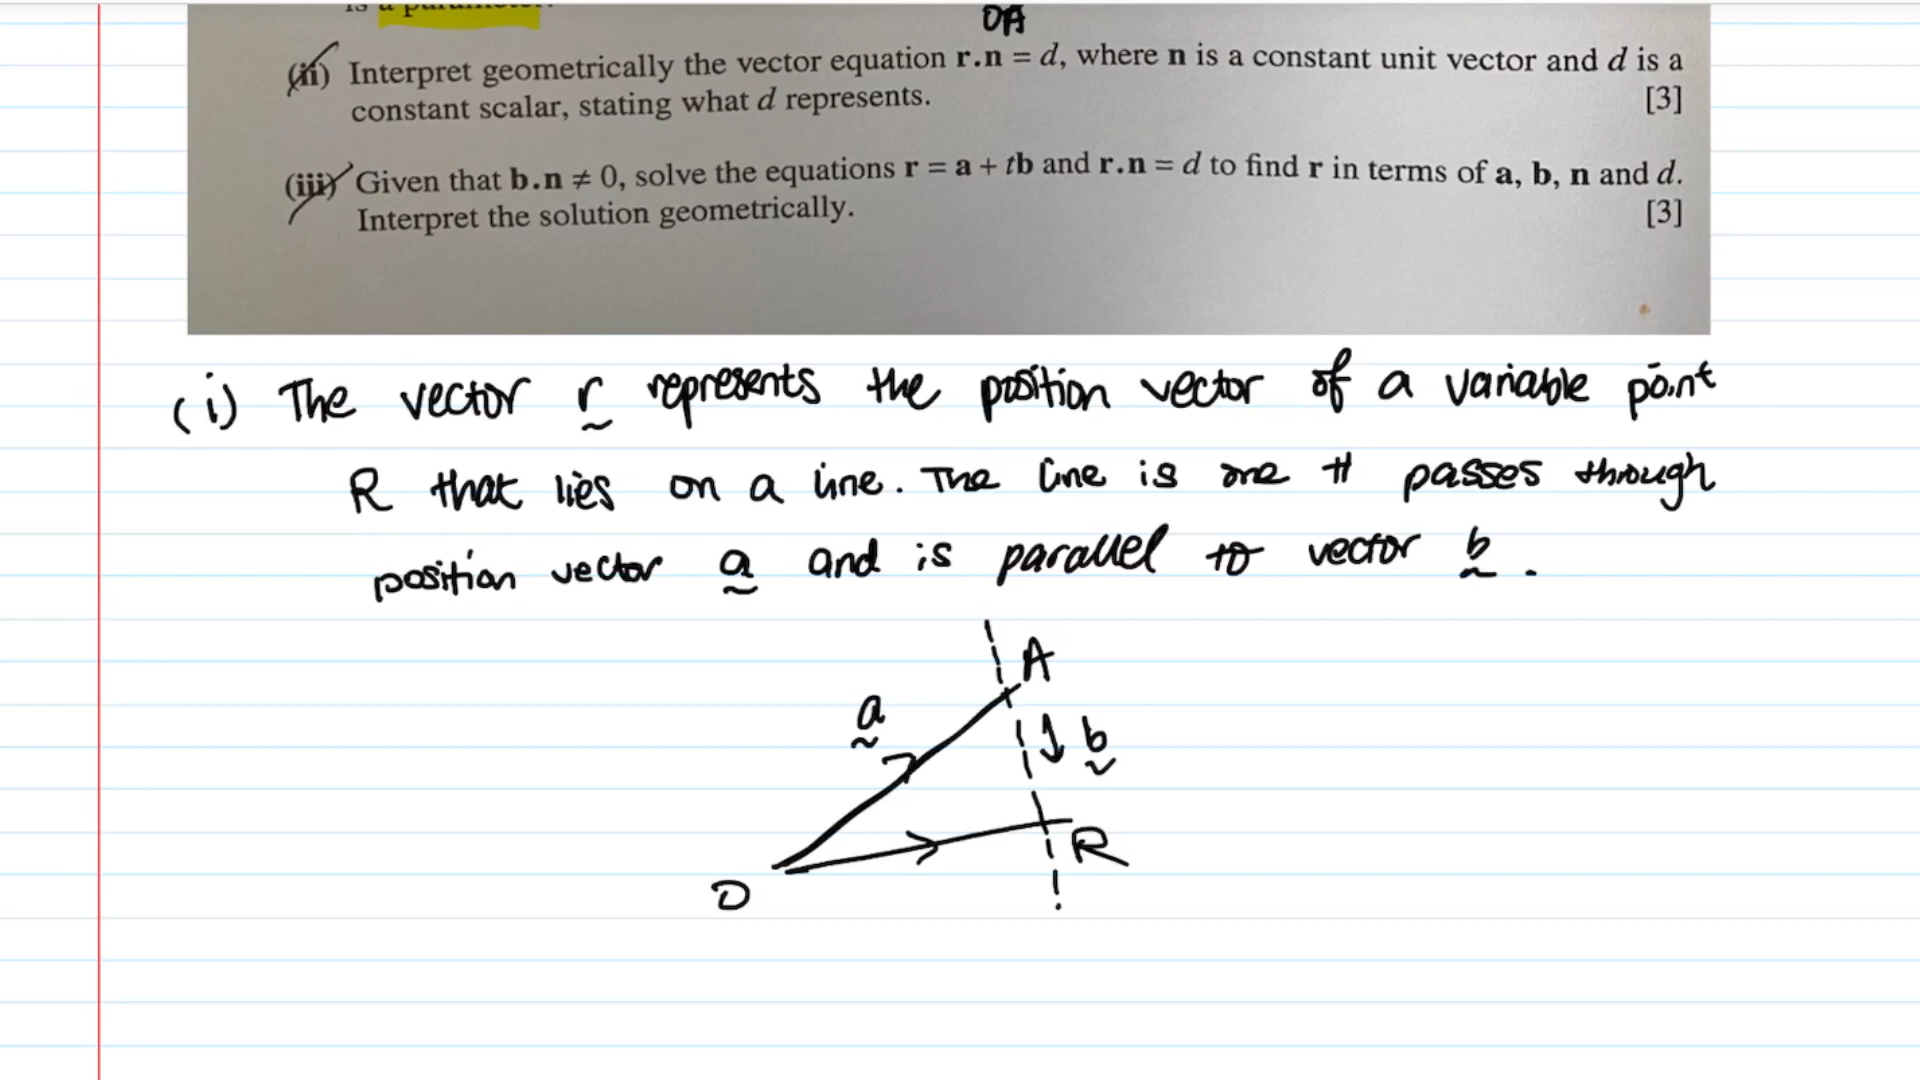 is a parameter.
OA
(ii) Interpret geometrically the vector equation r.n = d, where n is a constant unit vector and d is a
constant scalar, stating what d represents. [3]
(iii) Given that b.n ≠ 0, solve the equations r = a + tb and r.n = d to find r in terms of a, b, n and d.
Interpret the solution geometrically. [3]
(i) The vector r represents the position vector of a variable point
R that lies on a line. The line is one tt passes through
position vector a and is parallel to vector b.
A
a
b
R
O